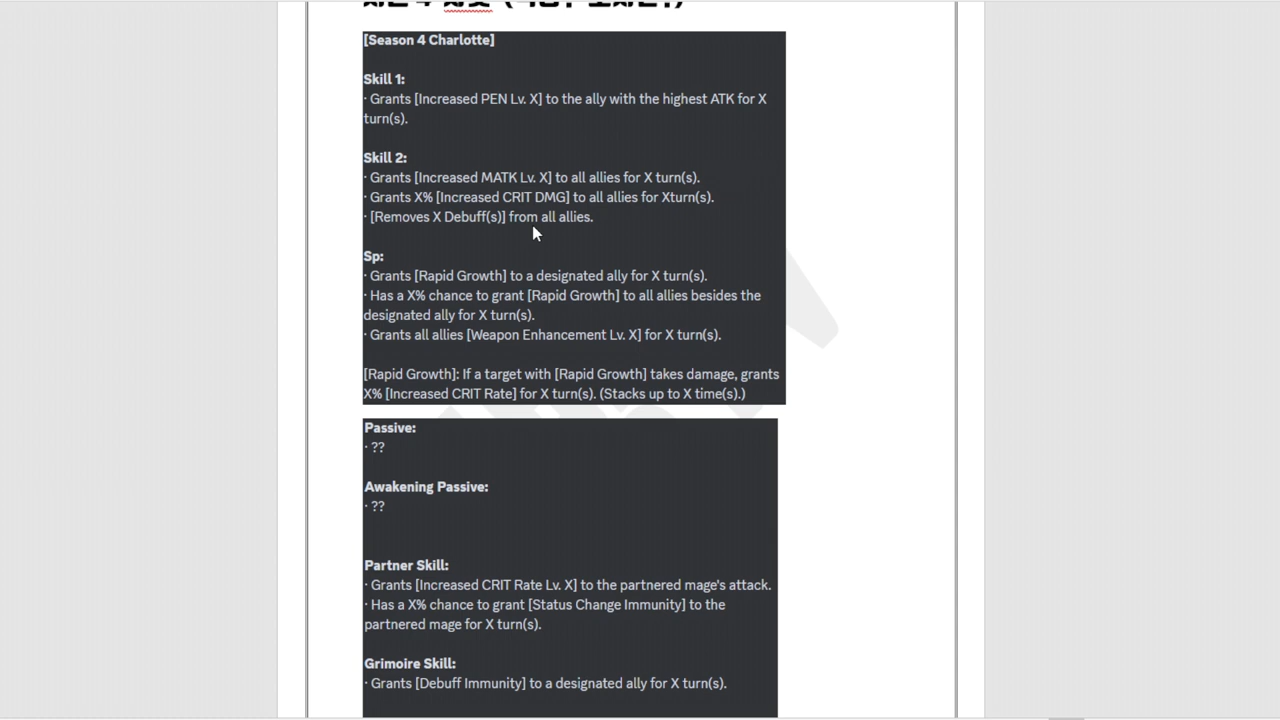 [Season 4 Charlotte]
Skill 1:
· Grants [Increased PEN Lv. X] to the ally with the highest ATK for X
turn(s).
Skill 2:
· Grants [Increased MATK Lv. X] to all allies for X turn(s).
· Grants X% [Increased CRIT DMG] to all allies for Xturn(s).
· [Removes X Debuff(s)] from all allies.
Sp:
· Grants [Rapid Growth] to a designated ally for X turn(s).
· Has a X% chance to grant [Rapid Growth] to all allies besides the
designated ally for X turn(s).
· Grants all allies [Weapon Enhancement Lv. X] for X turn(s).
[Rapid Growth]: If a target with [Rapid Growth] takes damage, grants
X% [Increased CRIT Rate] for X turn(s). (Stacks up to X time(s).)
Passive:
· ??
Awakening Passive:
· ??
Partner Skill:
· Grants [Increased CRIT Rate Lv. X] to the partnered mage's attack.
· Has a X% chance to grant [Status Change Immunity] to the
partnered mage for X turn(s).
Grimoire Skill:
· Grants [Debuff Immunity] to a designated ally for X turn(s).